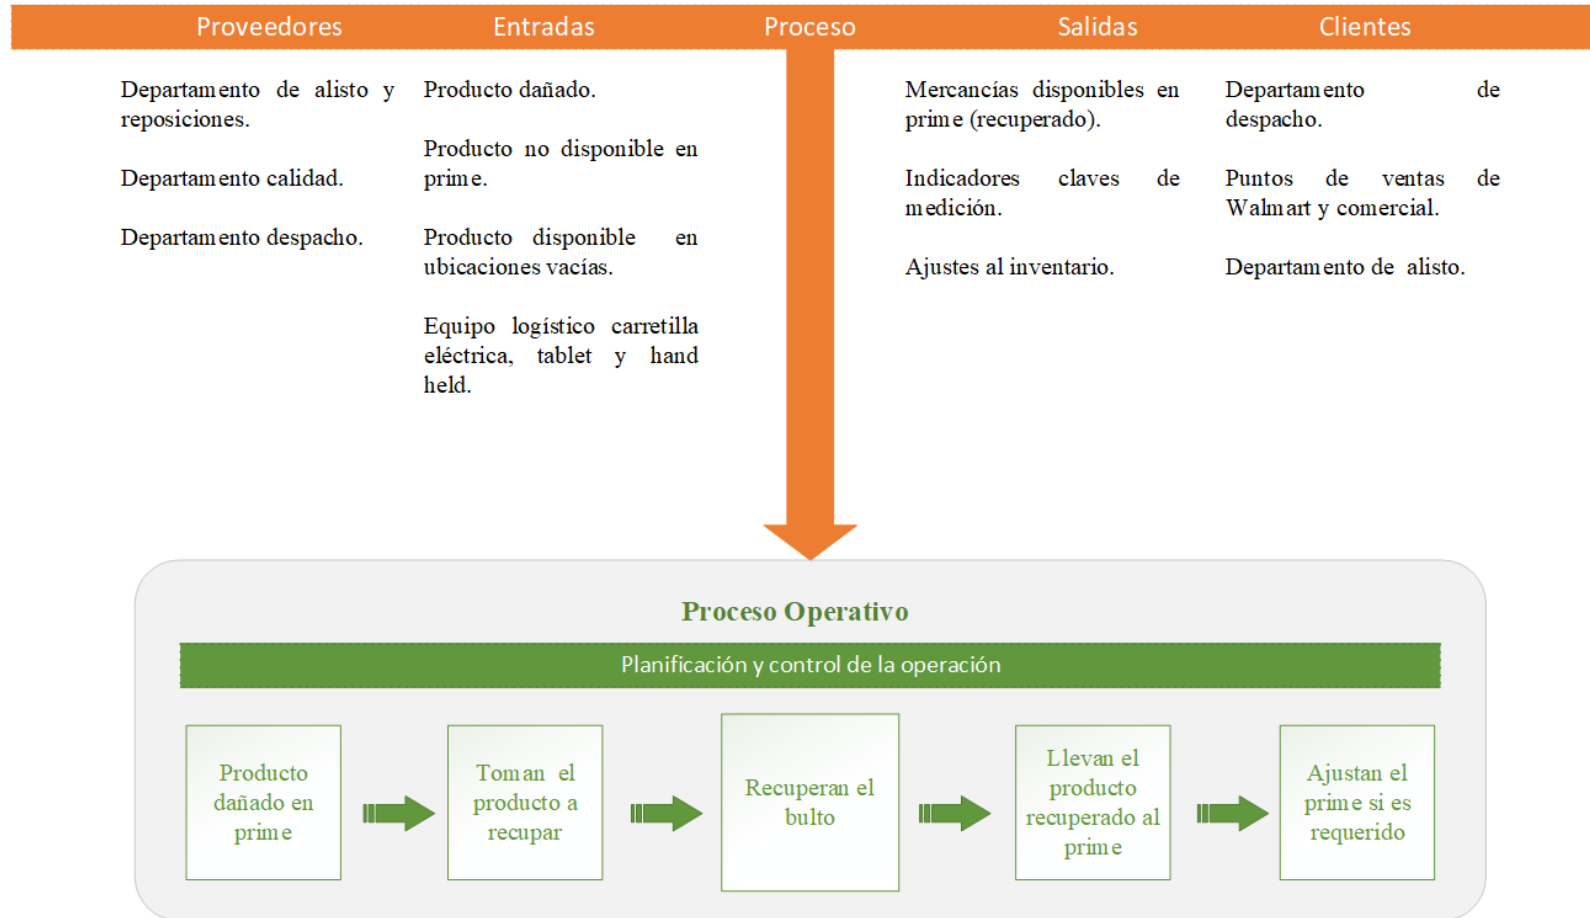 Proveedores
Entradas
Proceso
Salidas
Clientes
Departamento de alisto y
reposiciones.
Departamento calidad.
Departamento despacho.
Producto dañado.
Producto no disponible en
prime.
Producto disponible en
ubicaciones vacías.
Equipo logístico carretilla
eléctrica, tablet y hand
held.
Mercancías disponibles en
prime (recuperado).
Indicadores claves de
medición.
Ajustes al inventario.
Departamento de
despacho.
Puntos de ventas de
Walmart y comercial.
Departamento de alisto.
Proceso Operativo
Planificación y control de la operación
Producto
dañado en
prime
Toman el
producto a
recupar
Recuperan el
bulto
Llevan el
producto
recuperado al
prime
Ajustan el
prime si es
requerido